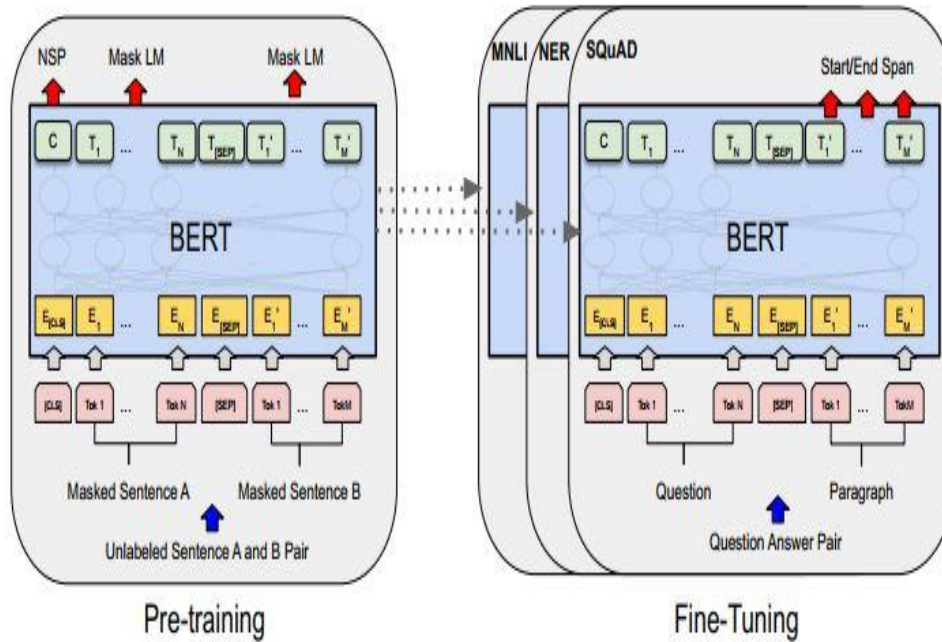 NSP Mask LM Mask LM
C T1 ... TN T[SEP] T1' ... TM'
BERT
E[CLS] E1 ... EN E[SEP] E1' ... EM'
[CLS] Tok 1 ... Tok N [SEP] Tok 1 ... TokM
Masked Sentence A Masked Sentence B
Unlabeled Sentence A and B Pair
Pre-training
MNLI NER SQuAD
Start/End Span
C T1 ... TN T[SEP] T1' ... TM'
BERT
E[CLS] E1 ... EN E[SEP] E1' ... EM'
[CLS] Tok 1 ... Tok N [SEP] Tok 1 ... TokM
Question Paragraph
Question Answer Pair
Fine-Tuning